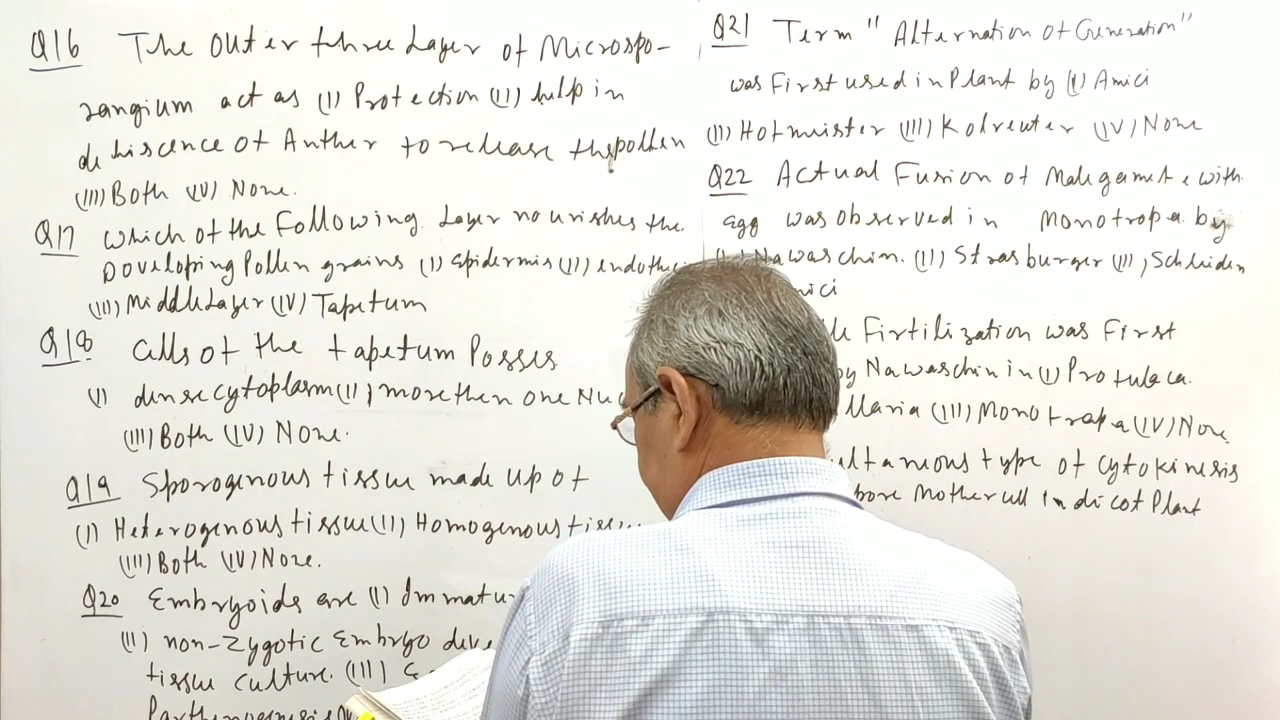 Q16 The outer three Layer of Microspo-
rangium act as (I) Protection (II) help in
dehiscence of Anther to release the pollen
(III) Both (IV) None.
Q17 which of the Following Layer nourishes the
Developing Pollen grains (I) Epidermis (II) endothe
(III) Middle Layer (IV) Tapetum
Q18 Cells of the tapetum Posses
(I) dense cytoplasm (II) more then one Nuc
(III) Both (IV) None.
Q19 Sporogenous tissue made up of
(I) Heterogenous tissue (II) Homogenous tissu
(III) Both (IV) None.
Q20 Embryoids are (I) Immatu
(II) non-Zygotic Embryo deve
tissue culture. (III)
Parthenogenesis
Q21 Term "Alternation of Generation"
was First used in Plant by (I) Amici
(II) Hofmeister (III) Kolreuter (IV) None
Q22 Actual Fusion of Male gamete with
egg was observed in Monotropa by
Nawaschin. (II) Strasburger (III) Schleiden
mici
Firtilization was First
by Nawaschin in (I) Protulaca.
llaria (III) Monotrapa (IV) None
ultaneous type of cytokinesis
pore Mother cell In dicot Plant